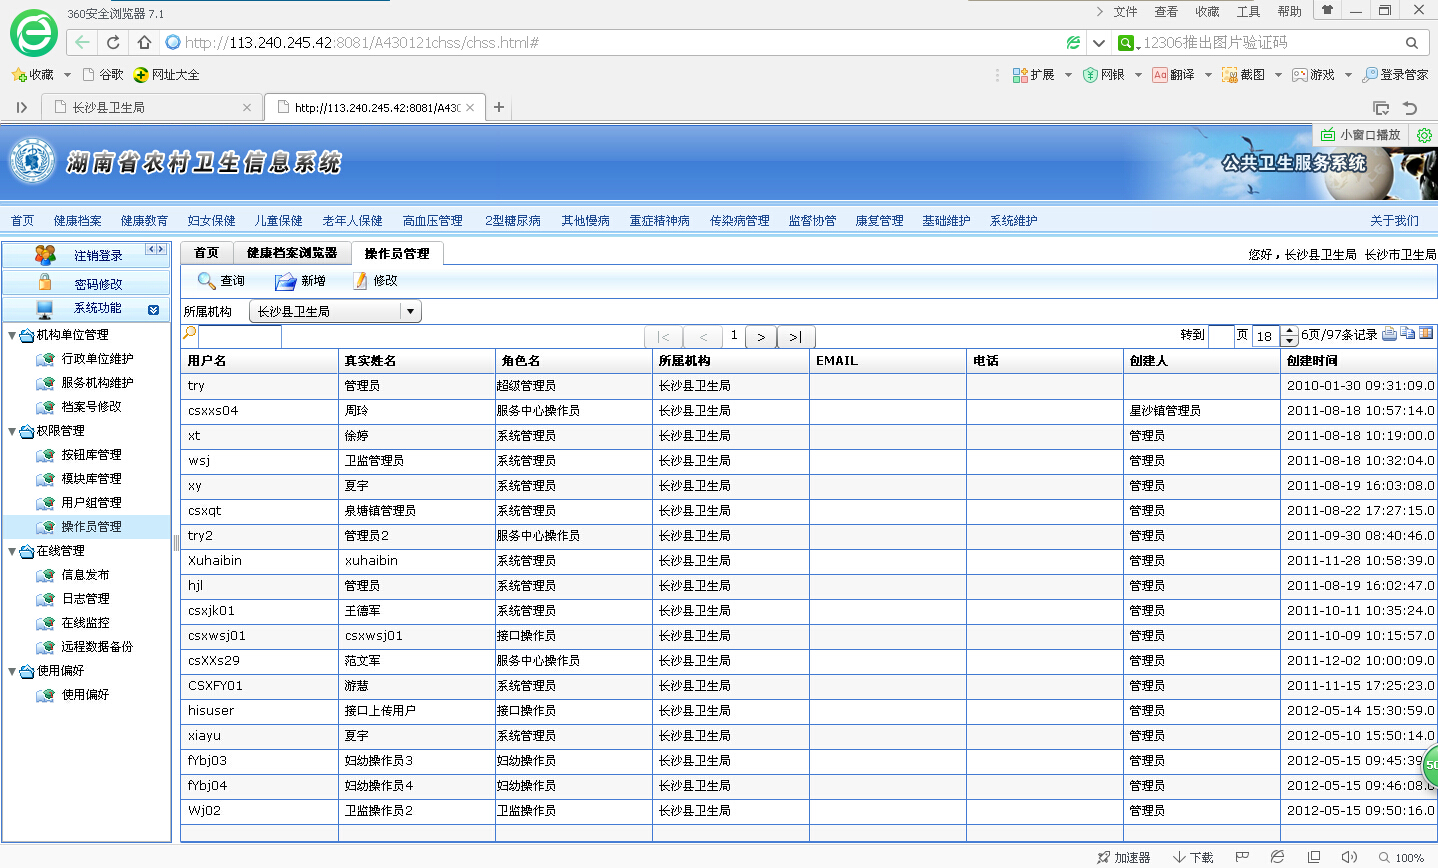 360安全浏览器 7.1
文件 查看 收藏 工具 帮助
http://113.240.245.42:8081/A430121chss/chss.html#
12306推出图片验证码
收藏 谷歌 网址大全
扩展 网银 Aa 翻译 截图 游戏 登录管家
长沙县卫生局
http://113.240.245.42:8081/A430
小窗口播放
湖南省农村卫生信息系统
公共卫生服务系统
首页 健康档案 健康教育 妇女保健 儿童保健 老年人保健 高血压管理 2型糖尿病 其他慢病 重症精神病 传染病管理 监督协管 康复管理 基础维护 系统维护 关于我们
注销登录
密码修改
系统功能
机构单位管理
行政单位维护
服务机构维护
档案号修改
权限管理
按钮库管理
模块库管理
用户组管理
操作员管理
在线管理
信息发布
日志管理
在线监控
远程数据备份
使用偏好
使用偏好
首页 健康档案浏览器 操作员管理
您好，长沙县卫生局 长沙市卫生局
查询 新增 修改
所属机构 长沙县卫生局
|< < 1 > >| 转到 页 18 6页/97条记录
用户名 真实姓名 角色名 所属机构 EMAIL 电话 创建人 创建时间
try 管理员 超级管理员 长沙县卫生局 2010-01-30 09:31:09.0
csxxs04 周玲 服务中心操作员 长沙县卫生局 星沙镇管理员 2011-08-18 10:57:14.0
xt 徐婷 系统管理员 长沙县卫生局 管理员 2011-08-18 10:19:00.0
wsj 卫监管理员 系统管理员 长沙县卫生局 管理员 2011-08-18 10:32:04.0
xy 夏宇 系统管理员 长沙县卫生局 管理员 2011-08-19 16:03:08.0
csxqt 泉塘镇管理员 系统管理员 长沙县卫生局 管理员 2011-08-22 17:27:15.0
try2 管理员2 服务中心操作员 长沙县卫生局 管理员 2011-09-30 08:40:46.0
Xuhaibin xuhaibin 系统管理员 长沙县卫生局 管理员 2011-11-28 10:58:39.0
hjl 管理员 系统管理员 长沙县卫生局 管理员 2011-08-19 16:02:47.0
csxjk01 王德军 系统管理员 长沙县卫生局 管理员 2011-10-11 10:35:24.0
csxwsj01 csxwsj01 接口操作员 长沙县卫生局 管理员 2011-10-09 10:15:57.0
csXXs29 范文军 服务中心操作员 长沙县卫生局 管理员 2011-12-02 10:00:09.0
CSXFY01 游慧 系统管理员 长沙县卫生局 管理员 2011-11-15 17:25:23.0
hisuser 接口上传用户 接口操作员 长沙县卫生局 管理员 2012-05-14 15:30:59.0
xiayu 夏宇 系统管理员 长沙县卫生局 管理员 2012-05-10 15:50:14.0
fYbj03 妇幼操作员3 妇幼操作员 长沙县卫生局 管理员 2012-05-15 09:45:39
fYbj04 妇幼操作员4 妇幼操作员 长沙县卫生局 管理员 2012-05-15 09:46:08.0
Wj02 卫监操作员2 卫监操作员 长沙县卫生局 管理员 2012-05-15 09:50:16.0
50
加速器 下载 100%